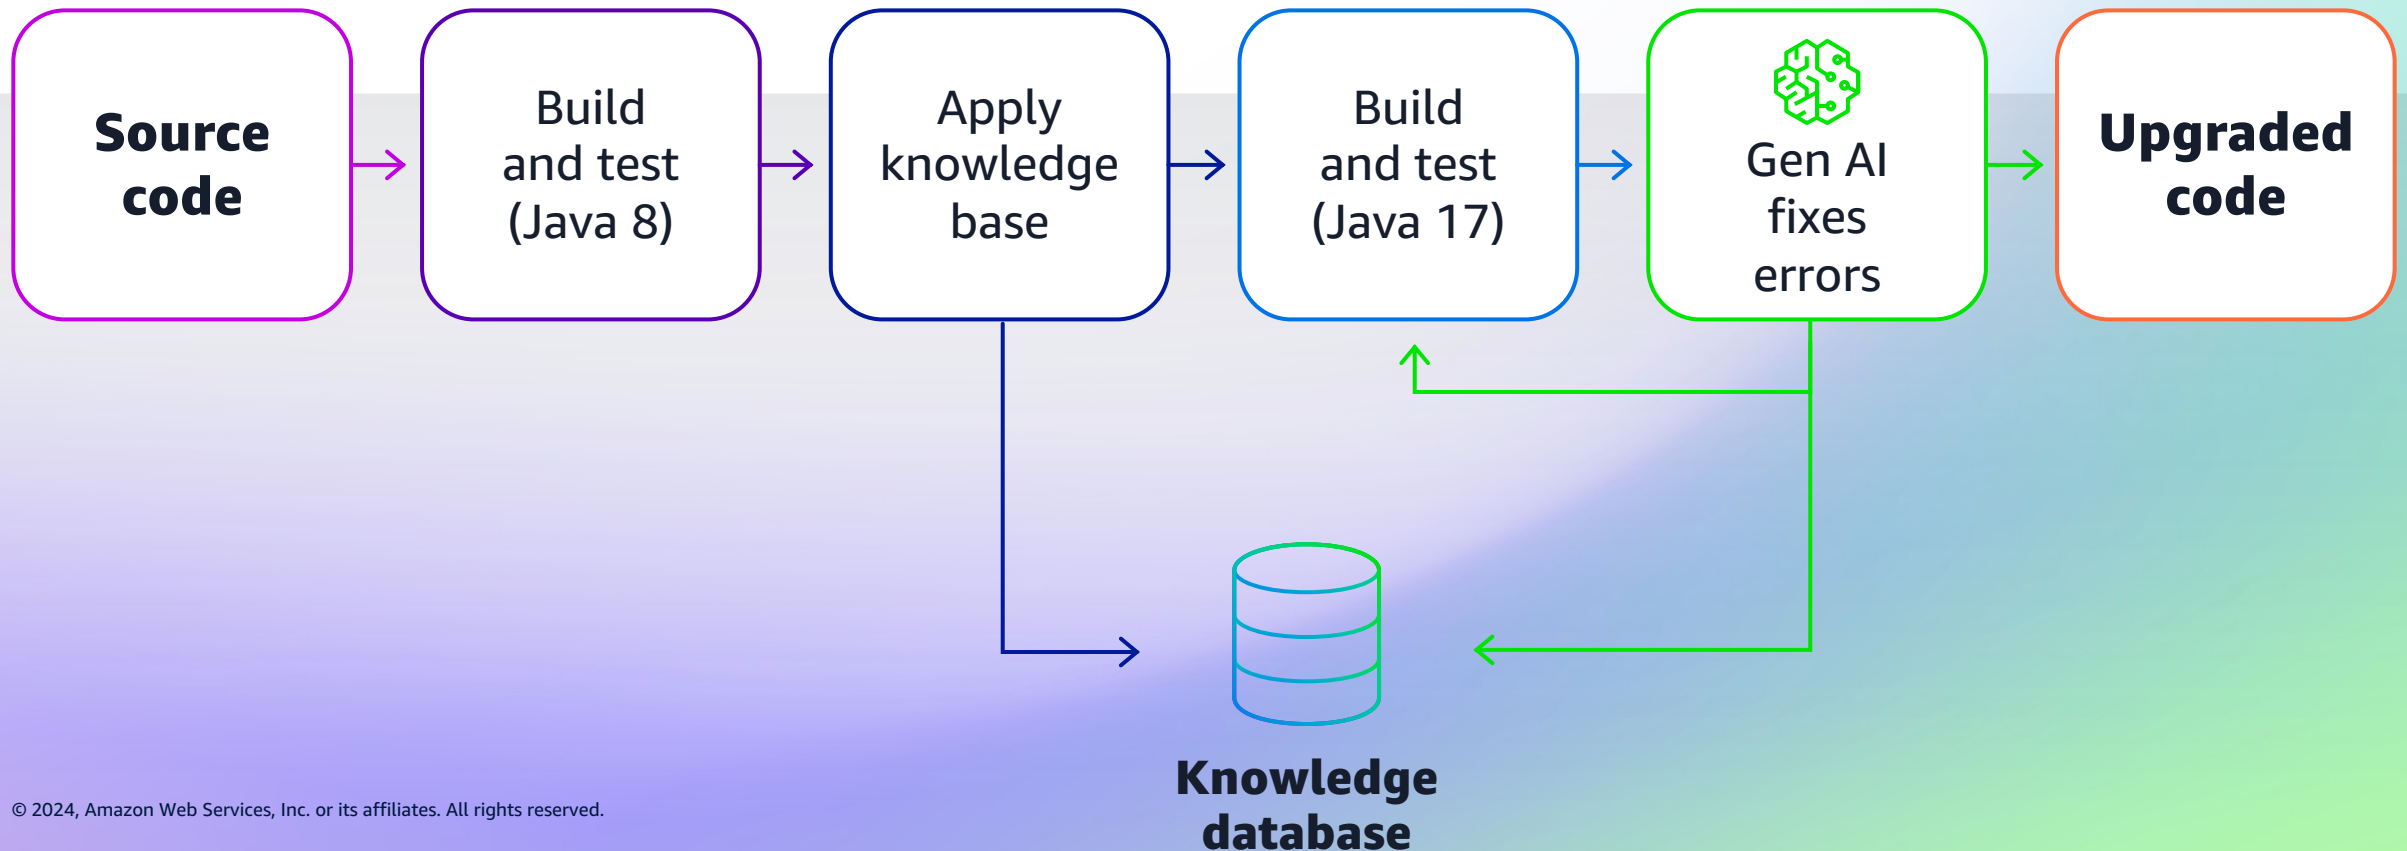 Source
code
Build
and test
(Java 8)
Apply
knowledge
base
Build
and test
(Java 17)
Gen AI
fixes
errors
Upgraded
code
Knowledge
database
© 2024, Amazon Web Services, Inc. or its affiliates. All rights reserved.